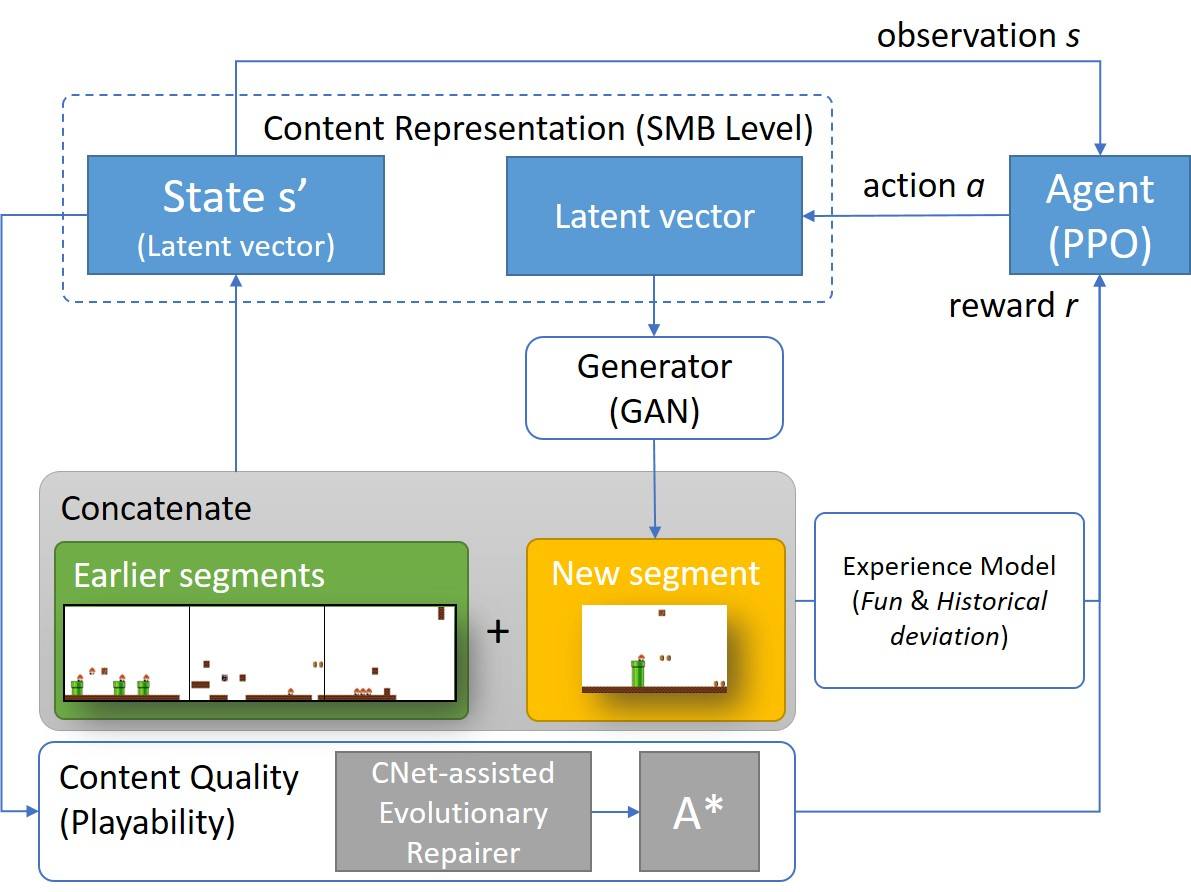 observation s
Content Representation (SMB Level)
State s’
(Latent vector)
Latent vector
action a
Agent
(PPO)
reward r
Generator
(GAN)
Concatenate
Earlier segments
+
New segment
Experience Model
(Fun & Historical
deviation)
Content Quality
(Playability)
CNet-assisted
Evolutionary
Repairer
A*